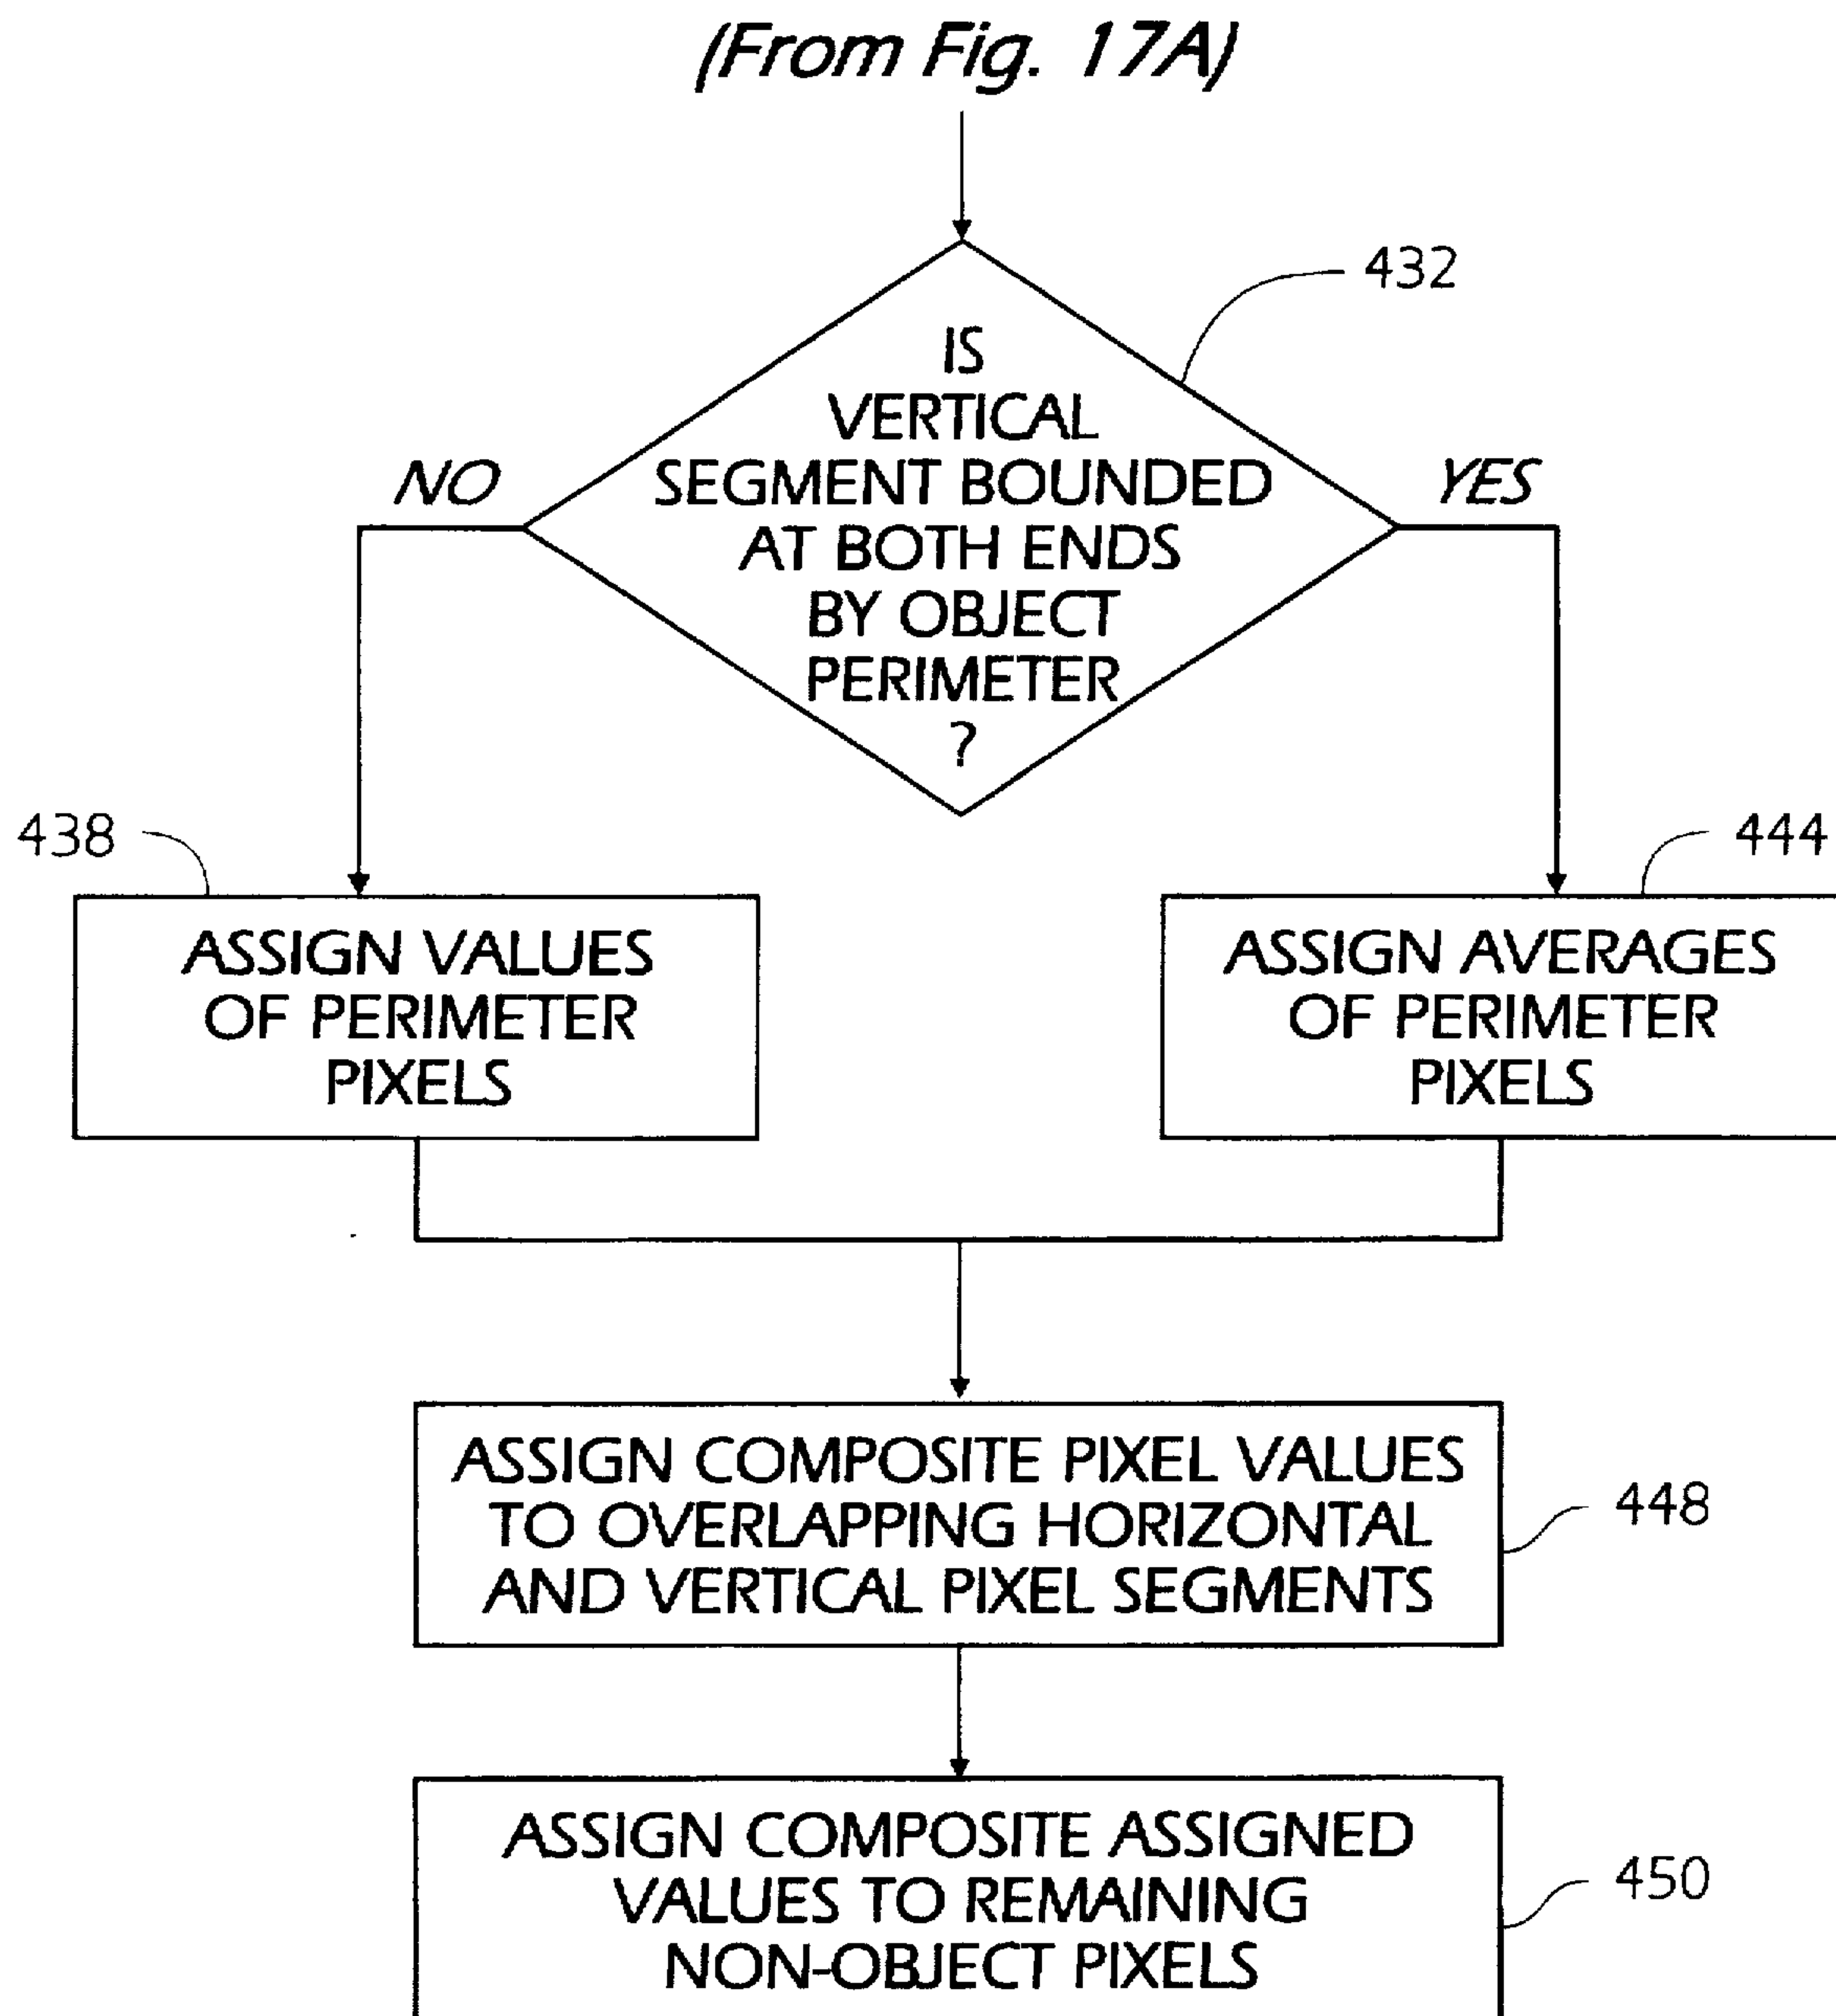 (From Fig. 17A)
432
IS
VERTICAL
SEGMENT BOUNDED
AT BOTH ENDS
BY OBJECT
PERIMETER
?
NO
YES
438
444
ASSIGN VALUES
OF PERIMETER
PIXELS
ASSIGN AVERAGES
OF PERIMETER
PIXELS
ASSIGN COMPOSITE PIXEL VALUES
TO OVERLAPPING HORIZONTAL
AND VERTICAL PIXEL SEGMENTS
448
ASSIGN COMPOSITE ASSIGNED
VALUES TO REMAINING
NON-OBJECT PIXELS
450